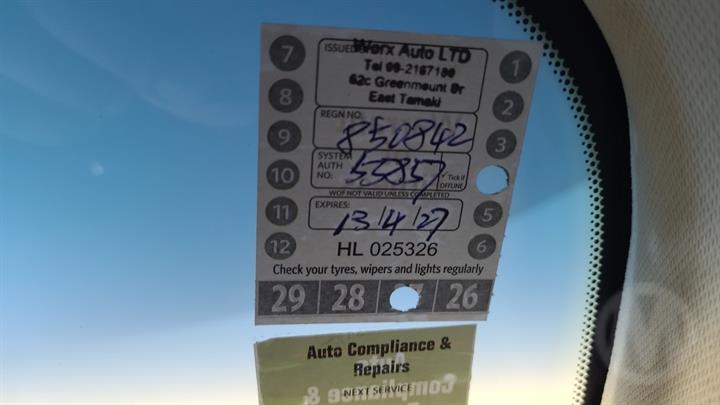 7 8 9 10 11 12
1 2 3 5 6
ISSUED
Worx Auto LTD
Tel 09-2167180
62c Greenmount Dr
East Tamaki
REGN NO:
850842
SYSTEM AUTH NO:
55857
Tick if OFFLINE
WOF NOT VALID UNLESS COMPLETED
EXPIRES:
13/4/27
HL 025326
Check your tyres, wipers and lights regularly
29 28 26
Auto Compliance &
Repairs
NEXT SERVICE